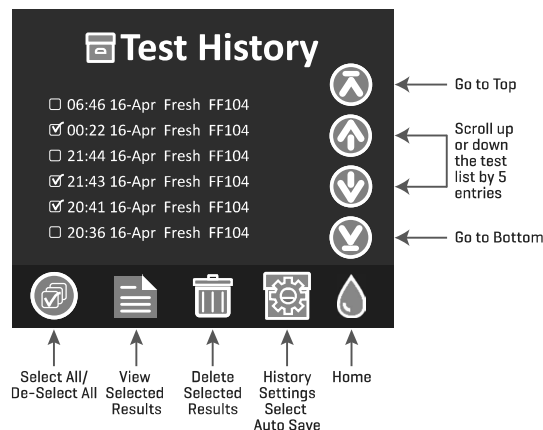 Test History
06:46 16-Apr Fresh FF104
00:22 16-Apr Fresh FF104
21:44 16-Apr Fresh FF104
21:43 16-Apr Fresh FF104
20:41 16-Apr Fresh FF104
20:36 16-Apr Fresh FF104
Go to Top
Scroll up
or down
the test
list by 5
entries
Go to Bottom
Select All/
De-Select All
View
Selected
Results
Delete
Selected
Results
History
Settings
Select
Auto Save
Home